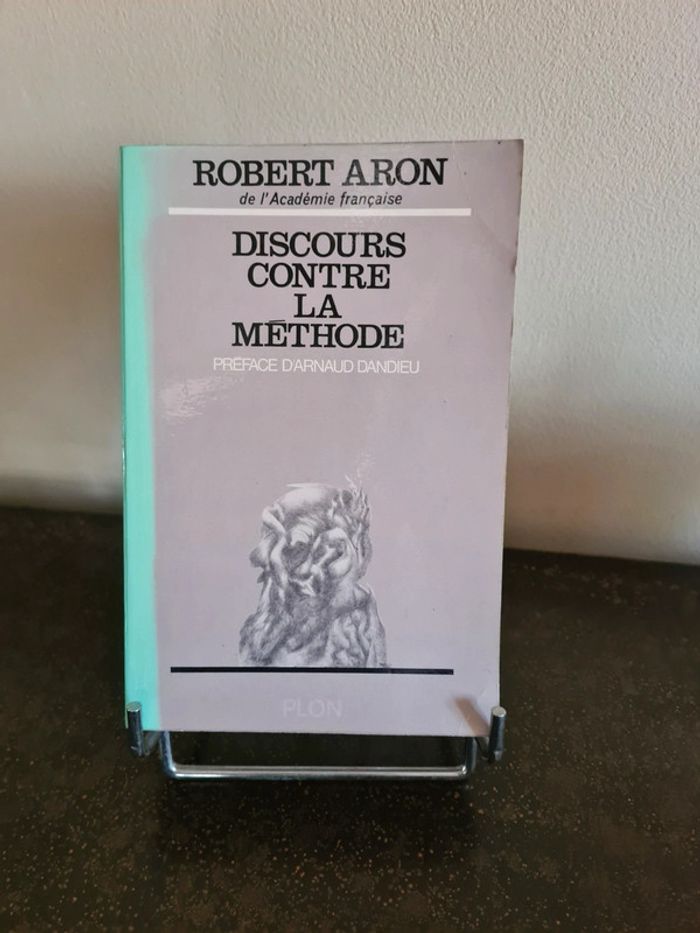 ROBERT ARON
de l'Académie française
DISCOURS
CONTRE
LA
MÉTHODE
PRÉFACE D'ARNAUD DANDIEU
PLON